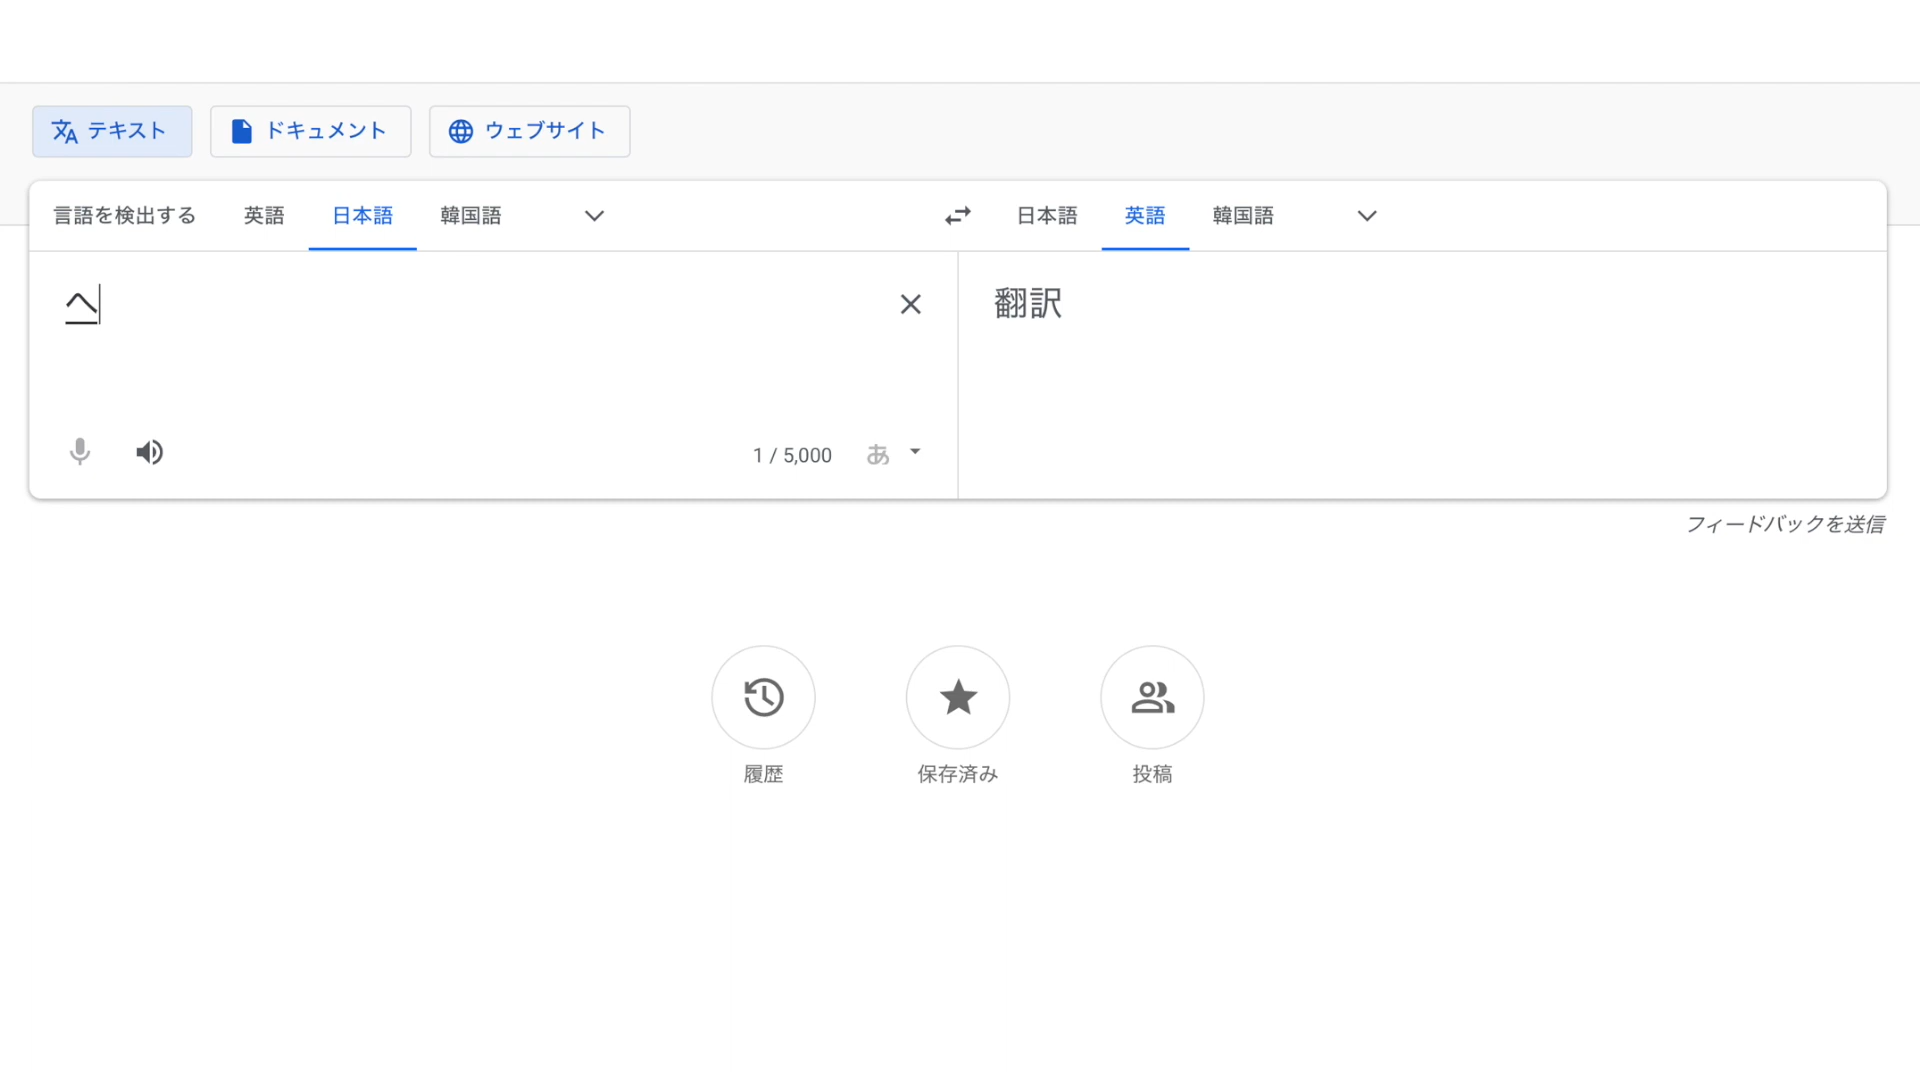 テキスト ドキュメント ウェブサイト
言語を検出する 英語 日本語 韓国語 日本語 英語 韓国語
へ 翻訳
1 / 5,000 あ
フィードバックを送信
履歴 保存済み 投稿